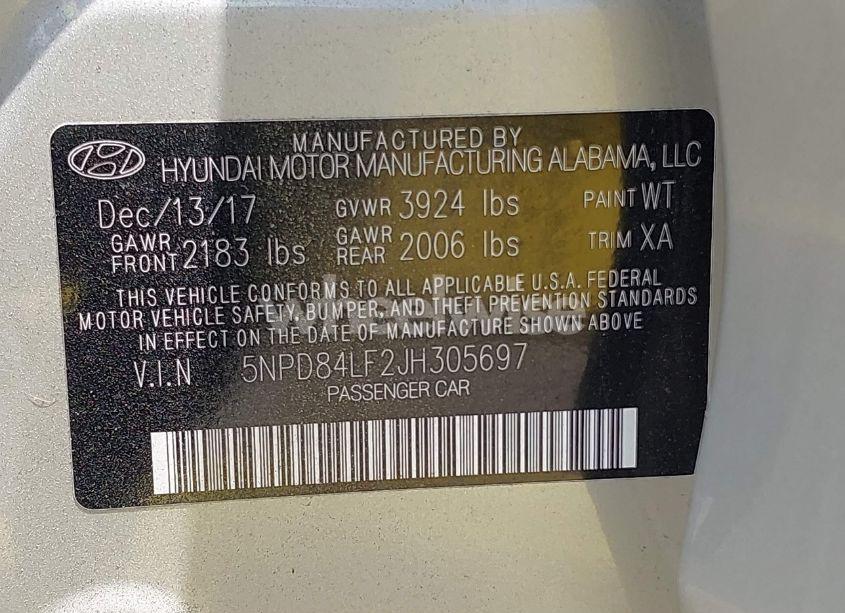 MANUFACTURED BY
HYUNDAI MOTOR MANUFACTURING ALABAMA, LLC
Dec/13/17 GVWR 3924 lbs PAINT WT
GAWR FRONT 2183 lbs GAWR REAR 2006 lbs TRIM XA
THIS VEHICLE CONFORMS TO ALL APPLICABLE U.S.A. FEDERAL
MOTOR VEHICLE SAFETY, BUMPER, AND THEFT PREVENTION STANDARDS
IN EFFECT ON THE DATE OF MANUFACTURE SHOWN ABOVE
V.I.N 5NPD84LF2JH305697
PASSENGER CAR